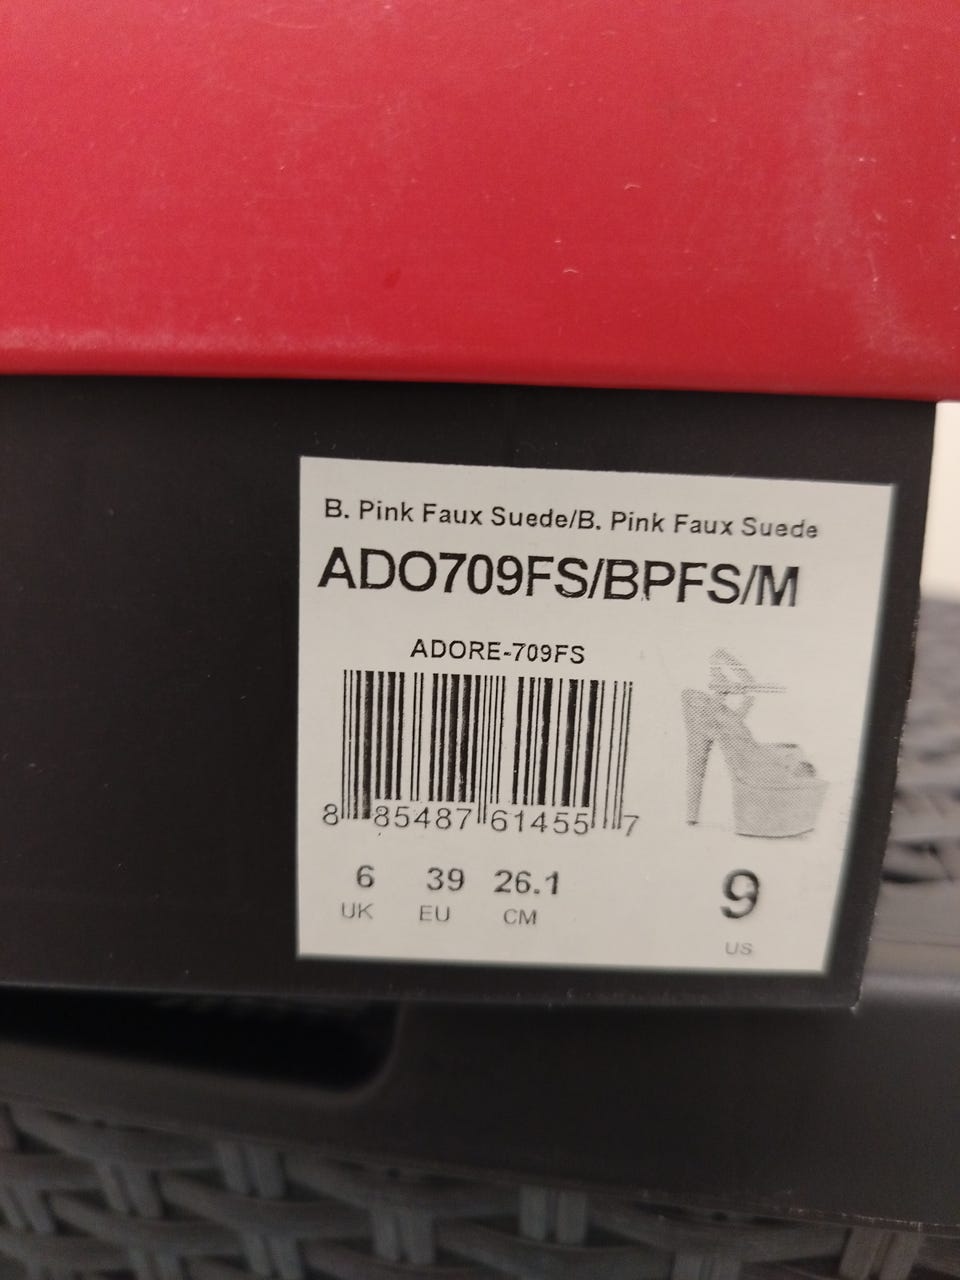 B. Pink Faux Suede/B. Pink Faux Suede
ADO709FS/BPFS/M
ADORE-709FS
8 85487 61455 7
6 39 26.1 9
UK EU CM US